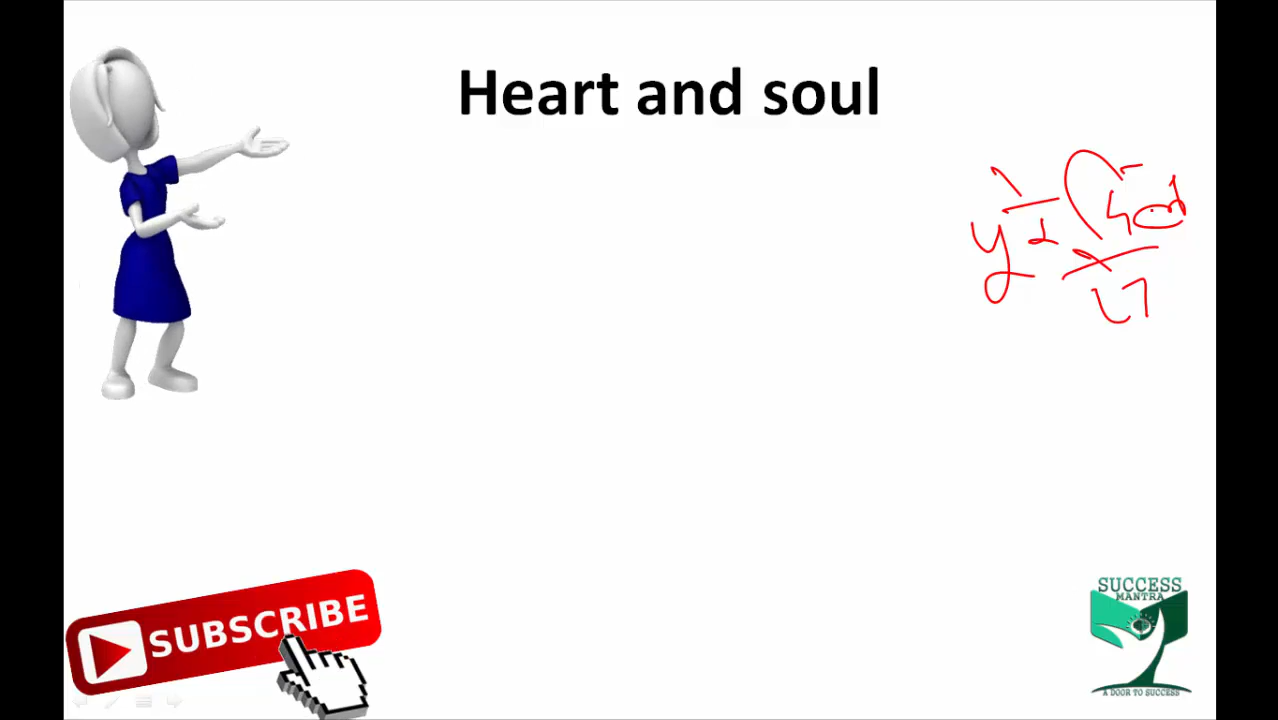 Heart and soul
SUBSCRIBE
SUCCESS
MANTRA
A DOOR TO SUCCESS